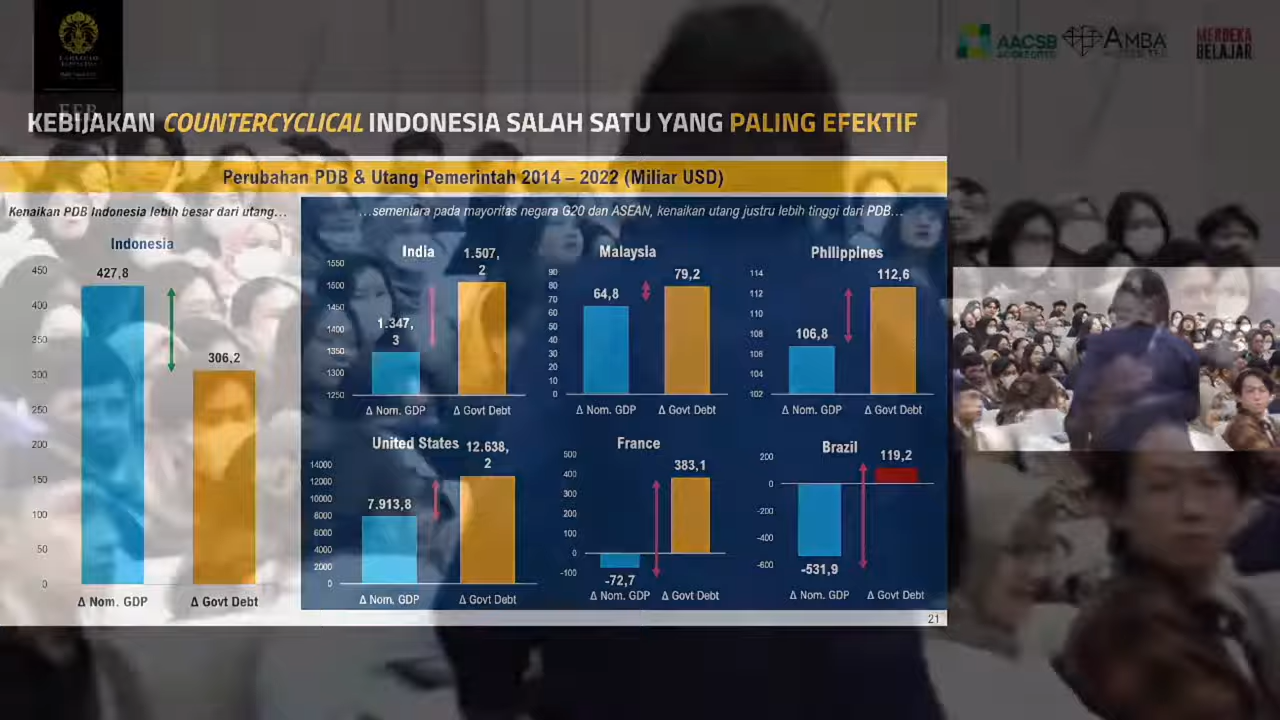 AACSB
ACCREDITED
AMBA
MERDEKA
BELAJAR
FEB
KEBIJAKAN COUNTERCYCLICAL INDONESIA SALAH SATU YANG PALING EFEKTIF
Perubahan PDB & Utang Pemerintah 2014 – 2022 (Miliar USD)
Kenaikan PDB Indonesia lebih besar dari utang…
…sementara pada mayoritas negara G20 dan ASEAN, kenaikan utang justru lebih tinggi dari PDB…
Indonesia
450
400
350
300
250
200
150
100
50
0
427,8
306,2
Δ Nom. GDP
Δ Govt Debt
India
1550
1500
1450
1400
1350
1300
1250
1.347,
3
1.507,
2
Δ Nom. GDP
Δ Govt Debt
Malaysia
90
80
70
60
50
40
30
20
10
0
64,8
79,2
Δ Nom. GDP
Δ Govt Debt
Philippines
114
112
110
108
106
104
102
106,8
112,6
Δ Nom. GDP
Δ Govt Debt
United States
14000
12000
10000
8000
6000
4000
2000
0
7.913,8
12.638,
2
Δ Nom. GDP
Δ Govt Debt
France
500
400
300
200
100
0
-100
-72,7
383,1
Δ Nom. GDP
Δ Govt Debt
Brazil
200
0
-200
-400
-600
-531,9
119,2
Δ Nom. GDP
Δ Govt Debt
21